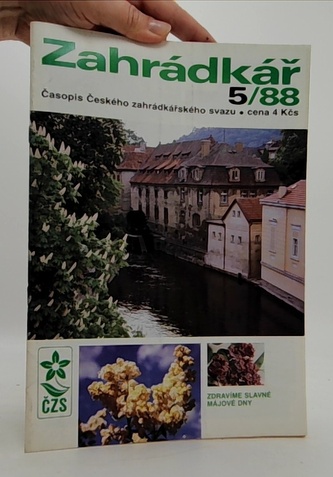 Zahrádkář
5/88
Časopis Českého zahrádkářského svazu • cena 4 Kčs
ČZS
ZDRAVÍME SLAVNÉ
MÁJOVÉ DNY